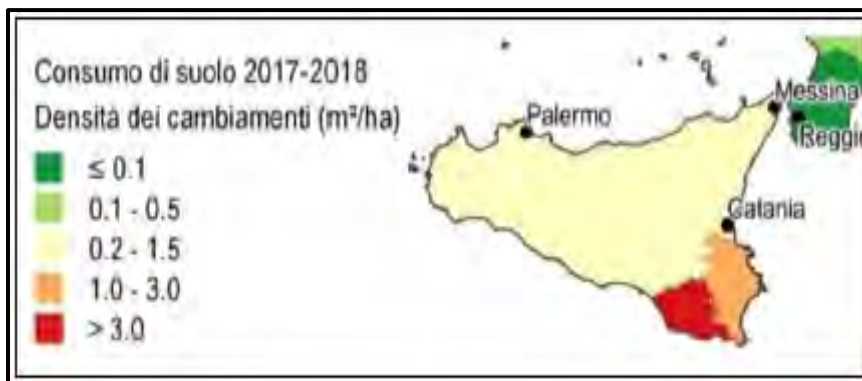 Consumo di suolo 2017-2018
Densità dei cambiamenti (m²/ha)
≤ 0.1
0.1 - 0.5
0.2 - 1.5
1.0 - 3.0
> 3.0
Palermo
Messina
Reggio
Catania